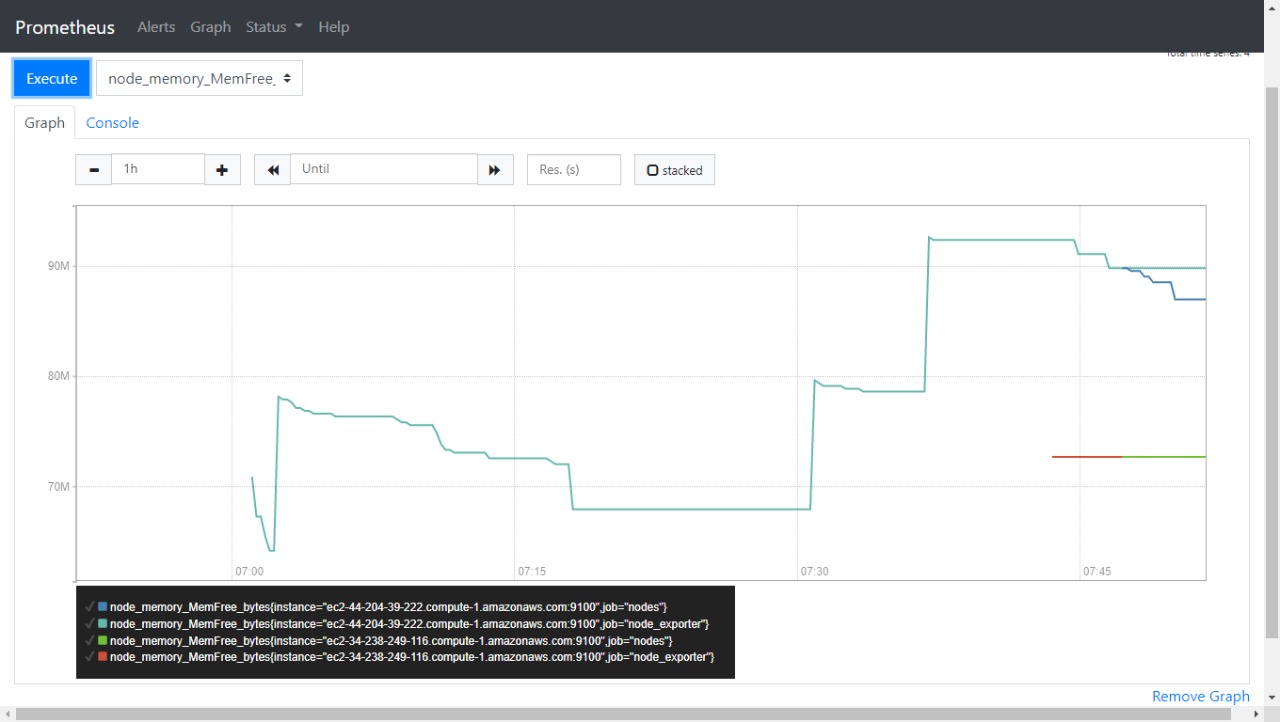 Prometheus Alerts Graph Status Help
Total time series: 4
Execute node_memory_MemFree_
Graph Console
1h Until Res. (s) stacked
90M
80M
70M
07:00 07:15 07:30 07:45
node_memory_MemFree_bytes{instance="ec2-44-204-39-222.compute-1.amazonaws.com:9100",job="nodes"}
node_memory_MemFree_bytes{instance="ec2-44-204-39-222.compute-1.amazonaws.com:9100",job="node_exporter"}
node_memory_MemFree_bytes{instance="ec2-34-238-249-116.compute-1.amazonaws.com:9100",job="nodes"}
node_memory_MemFree_bytes{instance="ec2-34-238-249-116.compute-1.amazonaws.com:9100",job="node_exporter"}
Remove Graph